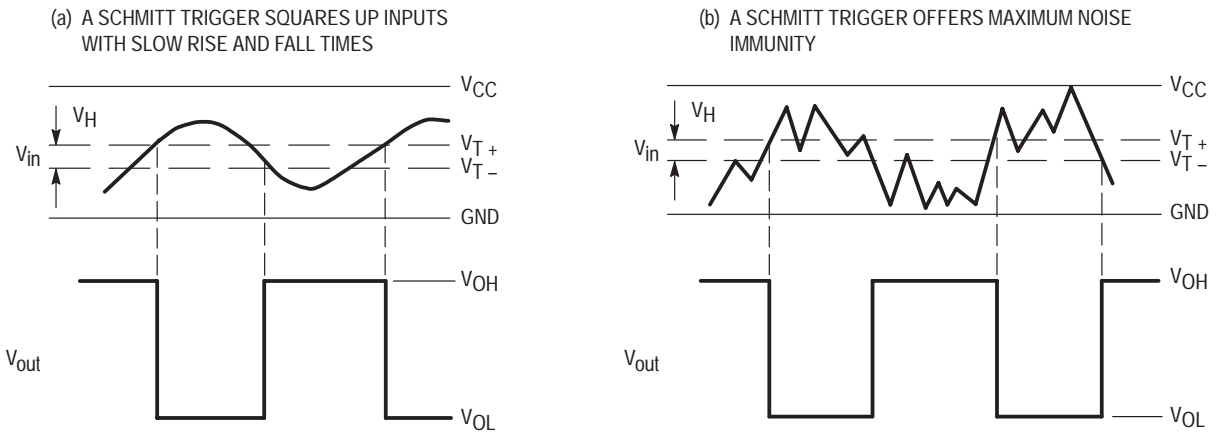 (a) A SCHMITT TRIGGER SQUARES UP INPUTS
WITH SLOW RISE AND FALL TIMES
VCC
VH
VT +
Vin
VT –
GND
VOH
Vout
VOL
(b) A SCHMITT TRIGGER OFFERS MAXIMUM NOISE
IMMUNITY
VCC
VH
VT +
Vin
VT –
GND
VOH
Vout
VOL